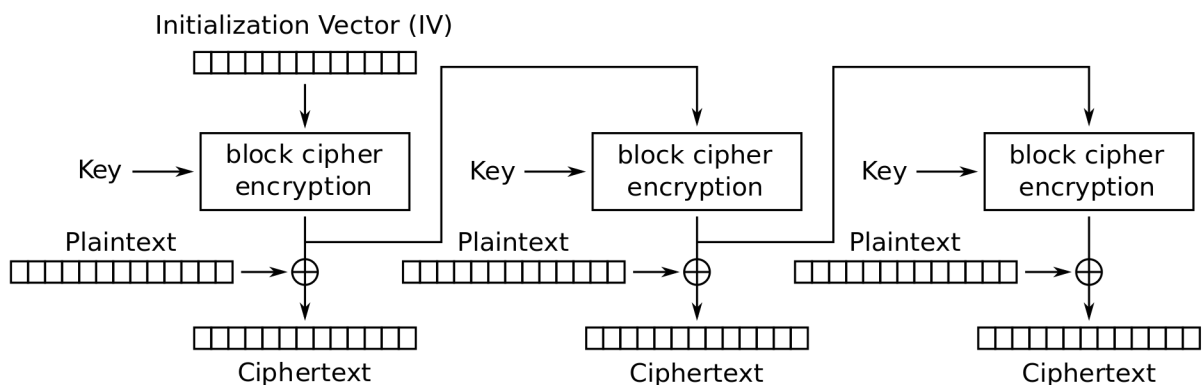 Initialization Vector (IV)
Key
block cipher
encryption
Key
block cipher
encryption
Key
block cipher
encryption
Plaintext
Plaintext
Plaintext
Ciphertext
Ciphertext
Ciphertext